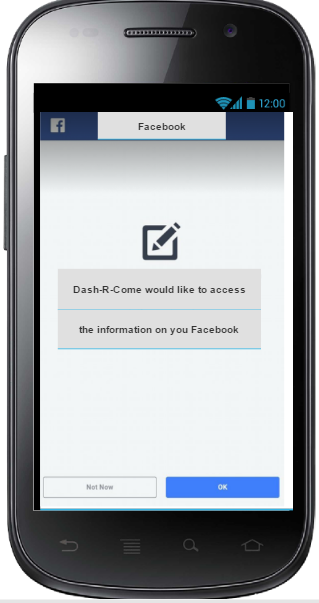 12:00
f
Facebook
Dash-R-Come would like to access
the information on you Facebook
Not Now
OK